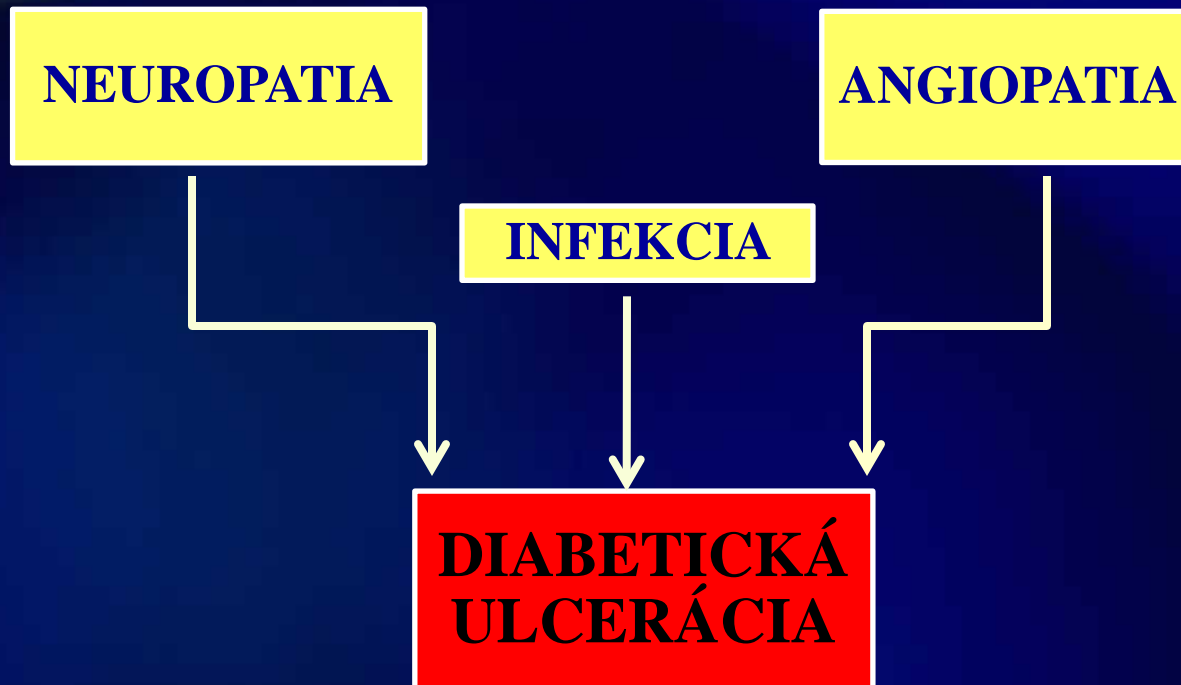 NEUROPATIA
ANGIOPATIA
INFEKCIA
DIABETICKÁ
ULCERÁCIA